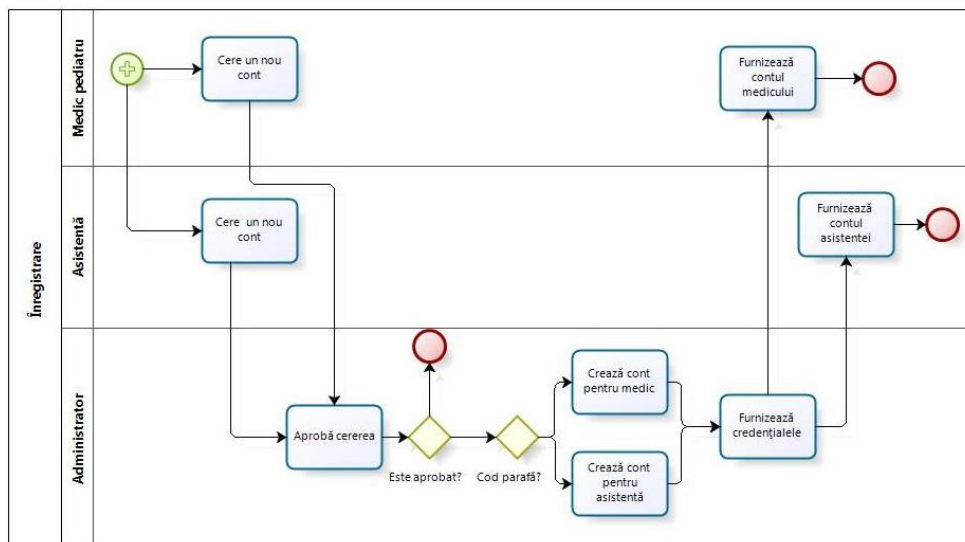 Înregistrare
Medic pediatru
Cere un nou
cont
Furnizează
contul
medicului
Asistentă
Cere un nou
cont
Furnizează
contul
asistentei
Administrator
Aprobă cererea
Este aprobat?
Cod parafă?
Crează cont
pentru medic
Crează cont
pentru
asistentă
Furnizează
credențialele